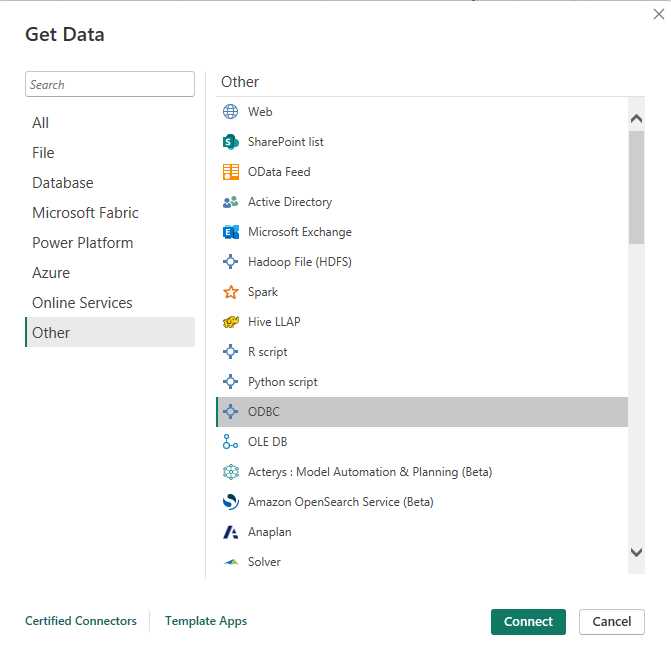 Get Data
Search
All
File
Database
Microsoft Fabric
Power Platform
Azure
Online Services
Other
Other
Web
SharePoint list
OData Feed
Active Directory
Microsoft Exchange
Hadoop File (HDFS)
Spark
Hive LLAP
R script
Python script
ODBC
OLE DB
Acterys : Model Automation & Planning (Beta)
Amazon OpenSearch Service (Beta)
Anaplan
Solver
Certified Connectors
Template Apps
Connect
Cancel